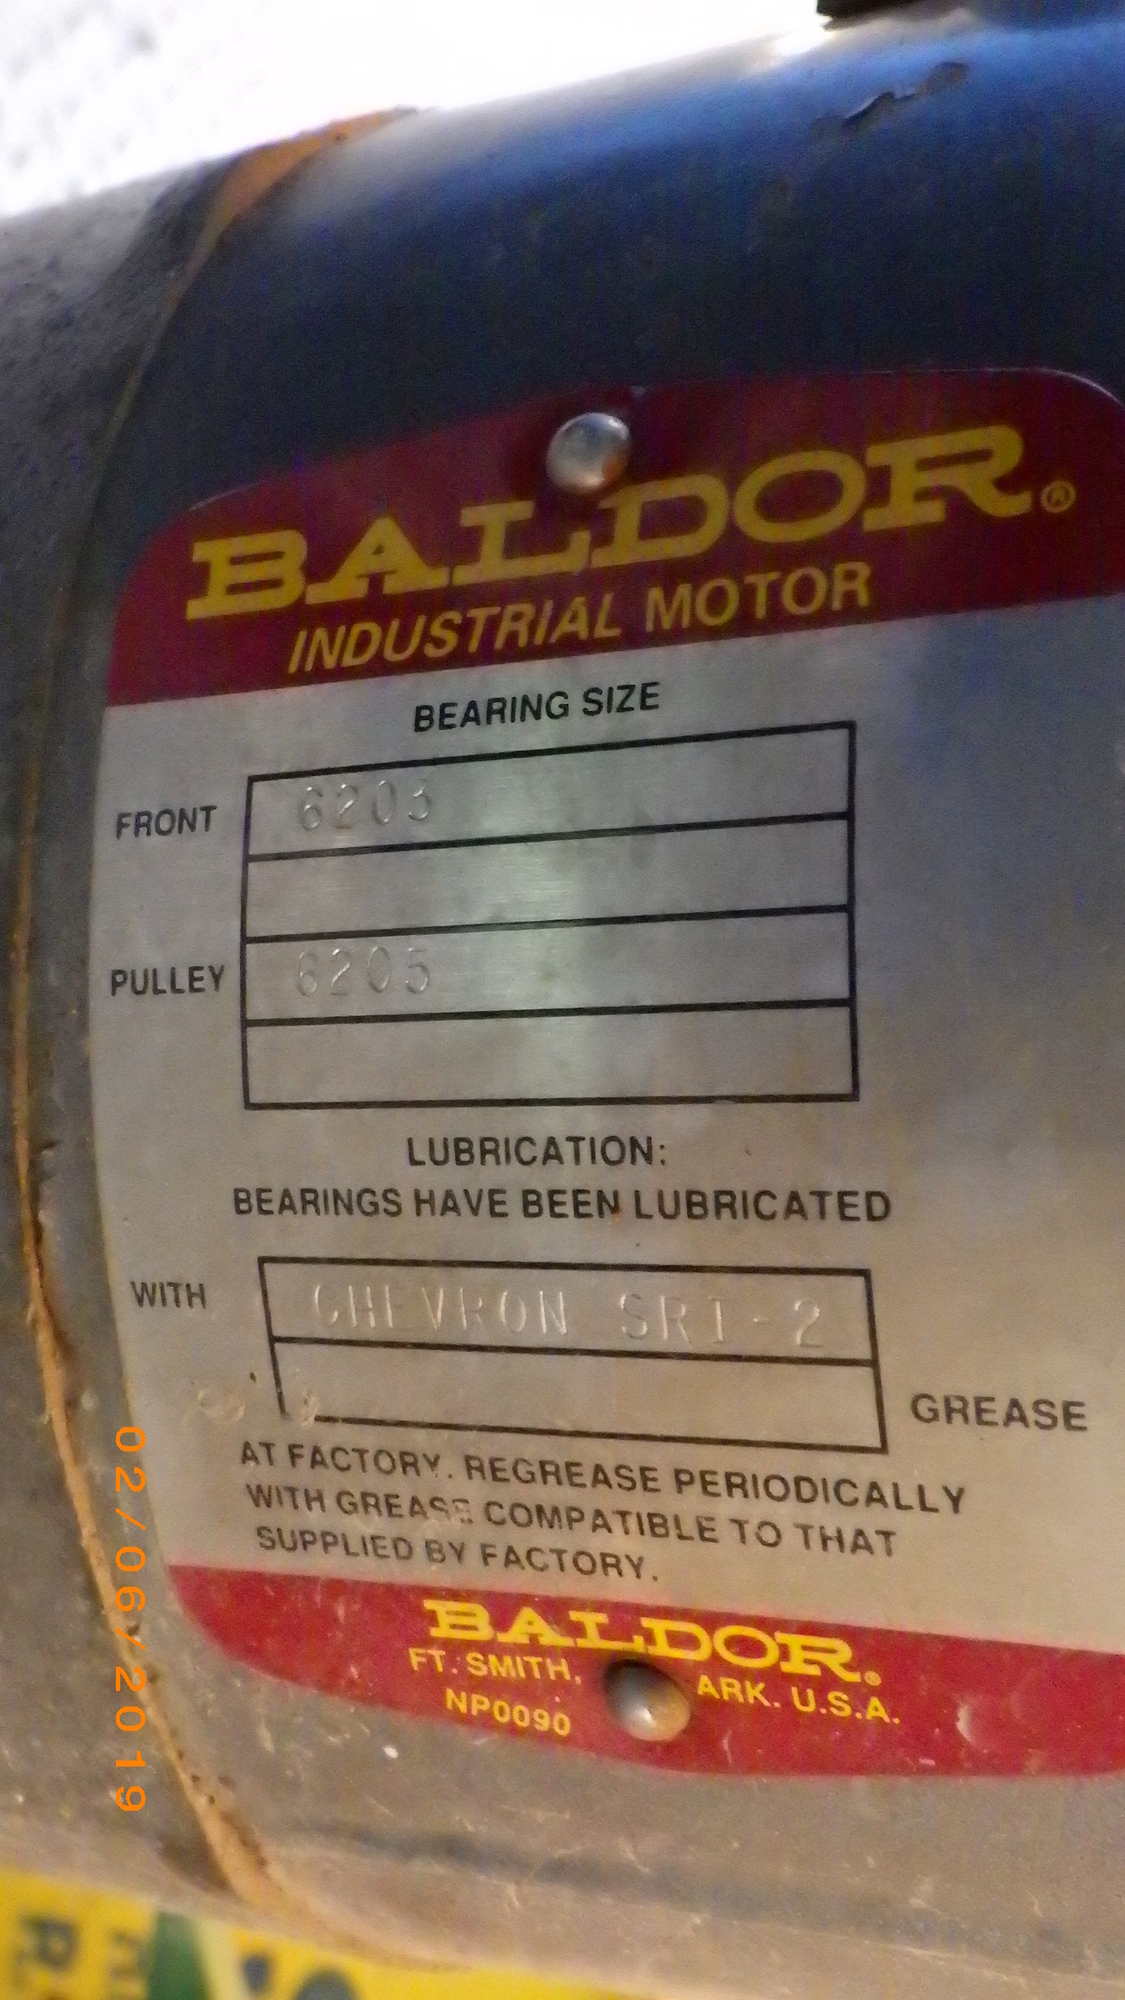 BALDOR®
INDUSTRIAL MOTOR
BEARING SIZE
FRONT 6203
PULLEY 6205
LUBRICATION:
BEARINGS HAVE BEEN LUBRICATED
WITH CHEVRON SRI-2
GREASE
AT FACTORY. REGREASE PERIODICALLY
WITH GREASE COMPATIBLE TO THAT
SUPPLIED BY FACTORY.
BALDOR®
FT. SMITH, ARK. U.S.A.
NP0090
02/06/2019